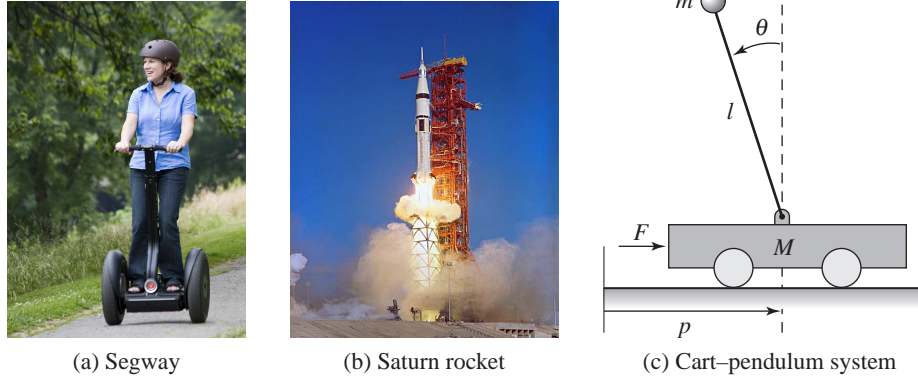 m
θ
l
F
M
p
(a) Segway
(b) Saturn rocket
(c) Cart–pendulum system